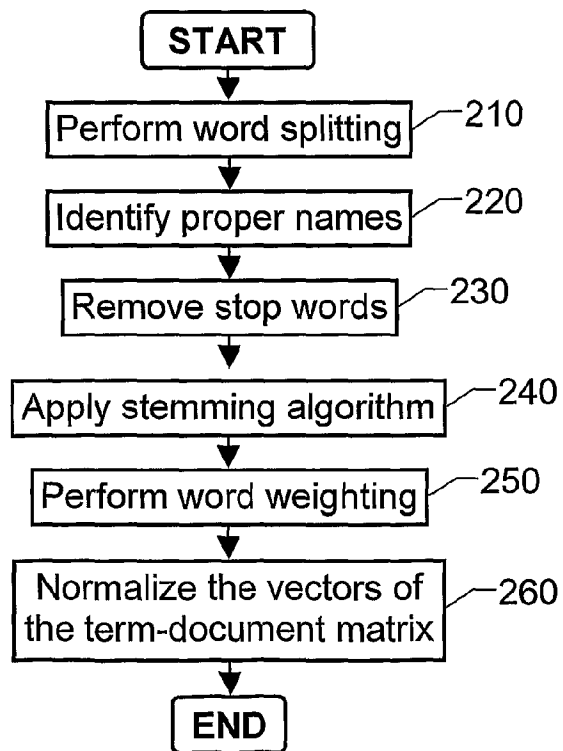 START
Perform word splitting 210
Identify proper names 220
Remove stop words 230
Apply stemming algorithm 240
Perform word weighting 250
Normalize the vectors of
the term-document matrix 260
END